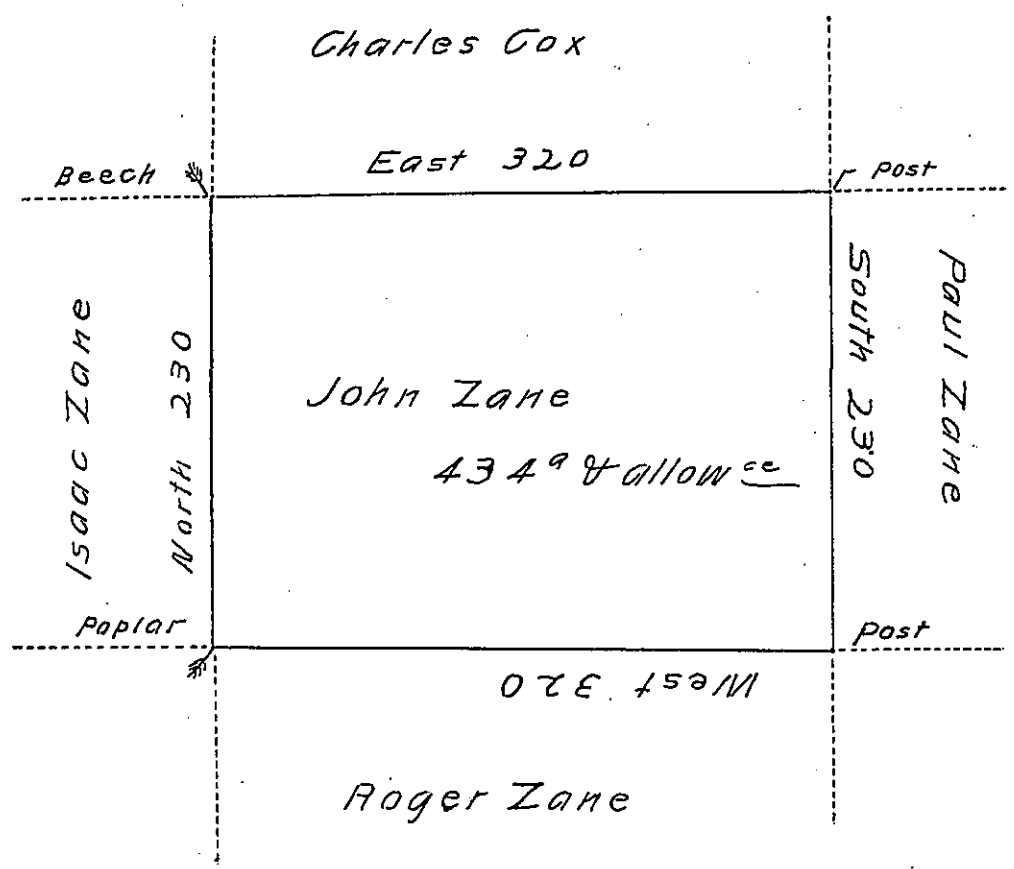 Charles Cox
East 320
Beech
Post
Isaac Zane
North 230
John Zane
434ª & allowce
South 230
Paul Zane
Poplar
Post
West 320
Roger Zane